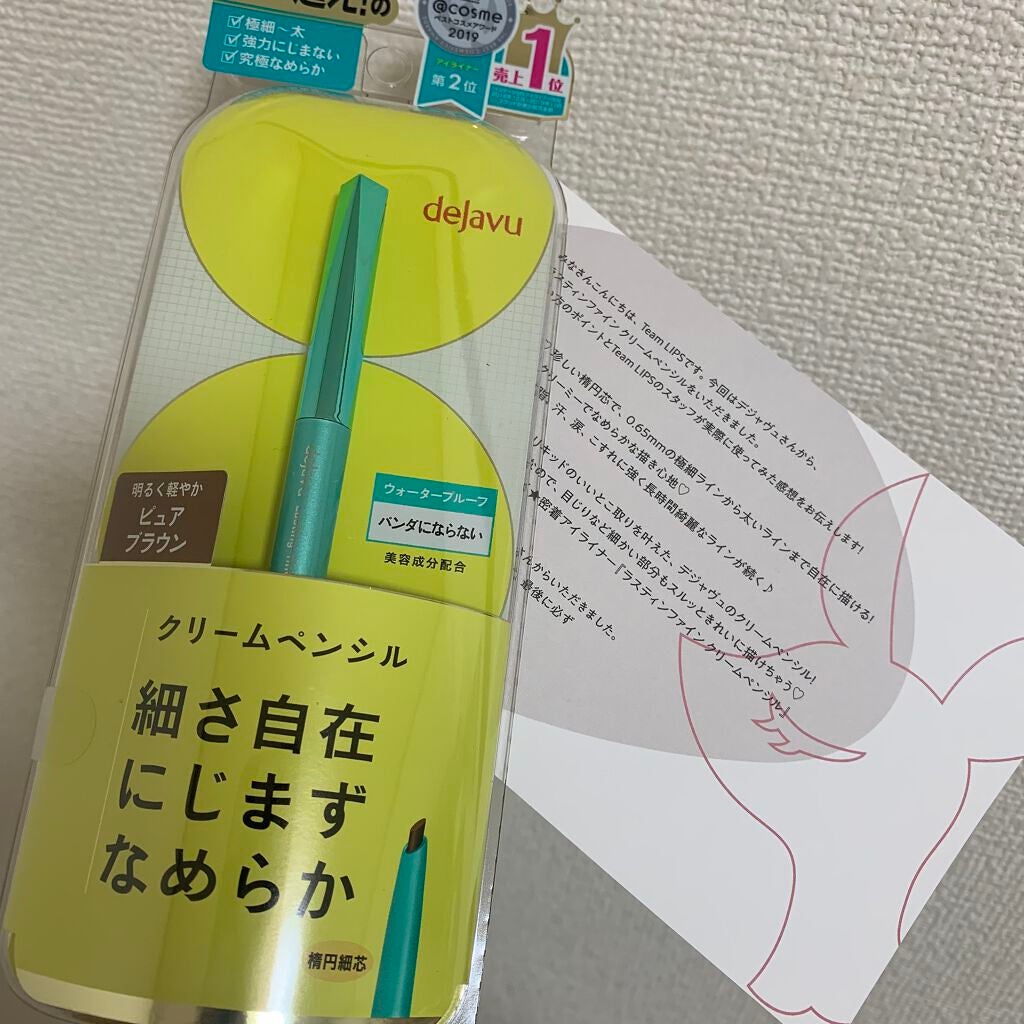 の
☑極細～太
☑強力にじまない
☑究極なめらか
@cosme
ベストコスメアワード
2019
アイライナー
第2位
売上1位
deJavu
明るく軽やか
ピュア
ブラウン
ウォータープルーフ
パンダにならない
美容成分配合
クリームペンシル
細さ自在
にじまず
なめらか
楕円細芯
みなさんこんにちは、Team LIPSです。今回はデジャヴュさんから、
ラスティンファイン クリームペンシルをいただきました。
方のポイントとTeam LIPSのスタッフが実際に使ってみた感想をお伝えします!
珍しい楕円芯で、0.65mmの極細ラインから太いラインまで自在に描ける!
クリーミーでなめらかな描き心地♡
汗、涙、こすれに強く長時間綺麗なラインが続く♪
リキッドのいいとこ取りを叶えた、デジャヴュのクリームペンシル!
なので、目じりなど細かい部分もスルッときれいに描けちゃう♡
★密着アイライナー『ラスティンファインクリームペンシル』
さんからいただきました。
最後に必ず